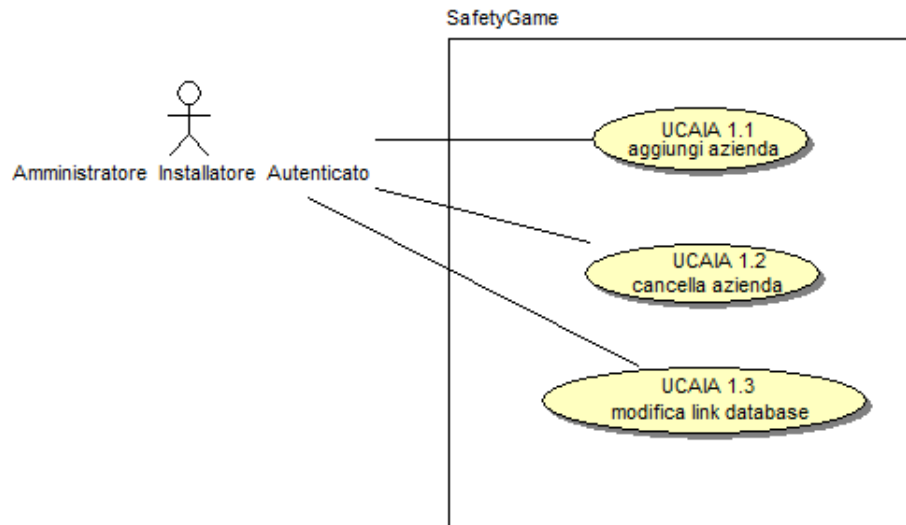 SafetyGame
UCAIA 1.1
aggiungi azienda
Amministratore Installatore Autenticato
UCAIA 1.2
cancella azienda
UCAIA 1.3
modifica link database